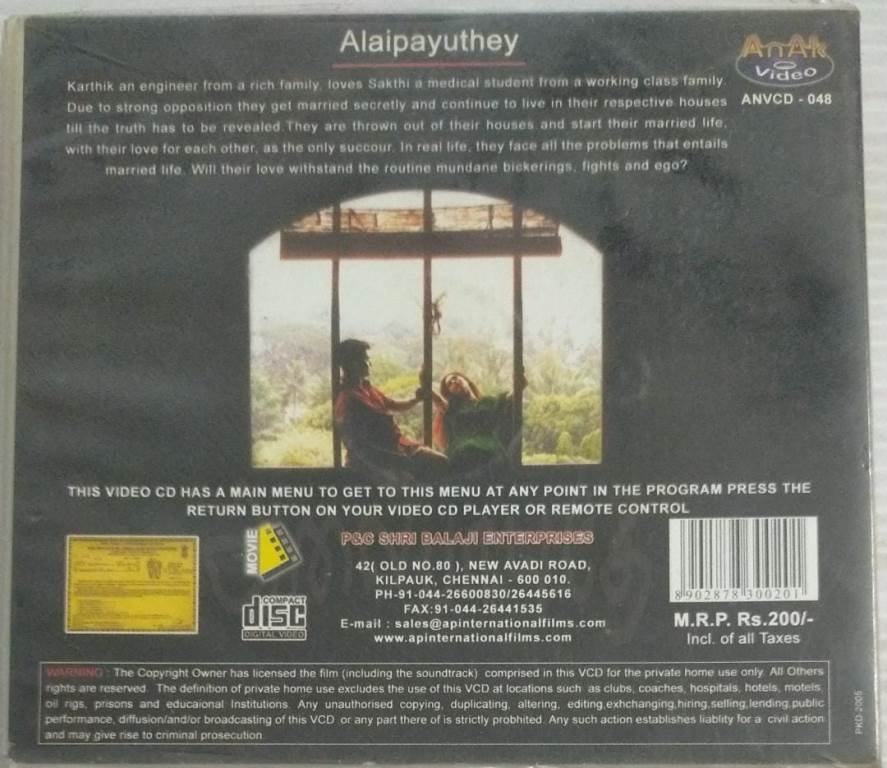 Alaipayuthey
AnAk
Video
ANVCD - 048
Karthik an engineer from a rich family, loves Sakthi a medical student from a working class family.
Due to strong opposition they get married secretly and continue to live in their respective houses
till the truth has to be revealed.They are thrown out of their houses and start their married life,
with their love for each other, as the only succour. In real life, they face all the problems that entails
married life. Will their love withstand the routine mundane bickerings, fights and ego?
THIS VIDEO CD HAS A MAIN MENU TO GET TO THIS MENU AT ANY POINT IN THE PROGRAM PRESS THE
RETURN BUTTON ON YOUR VIDEO CD PLAYER OR REMOTE CONTROL
MOVIE
COMPACT
disc
DIGITAL VIDEO
P&C SHRI BALAJI ENTERPRISES
42( OLD NO.80 ), NEW AVADI ROAD,
KILPAUK, CHENNAI - 600 010.
PH-91-044-26600830/26445616
FAX:91-044-26441535
E-mail : sales@apinternationalfilms.com
www.apinternationalfilms.com
8 902878 300201
M.R.P. Rs.200/-
Incl. of all Taxes
WARNING : The Copyright Owner has licensed the film (including the soundtrack) comprised in this VCD for the private home use only. All Others
rights are reserved. The definition of private home use excludes the use of this VCD at locations such as clubs, coaches, hospitals, hotels, motels,
oil rigs, prisons and educaional Institutions. Any unauthorised copying, duplicating, altering, editing,exhchanging,hiring,selling,lending,public
performance, diffusion/and/or broadcasting of this VCD or any part there of is strictly probhited. Any such action establishes liablity for a civil action
and may give rise to criminal prosecution.
PKD-2005